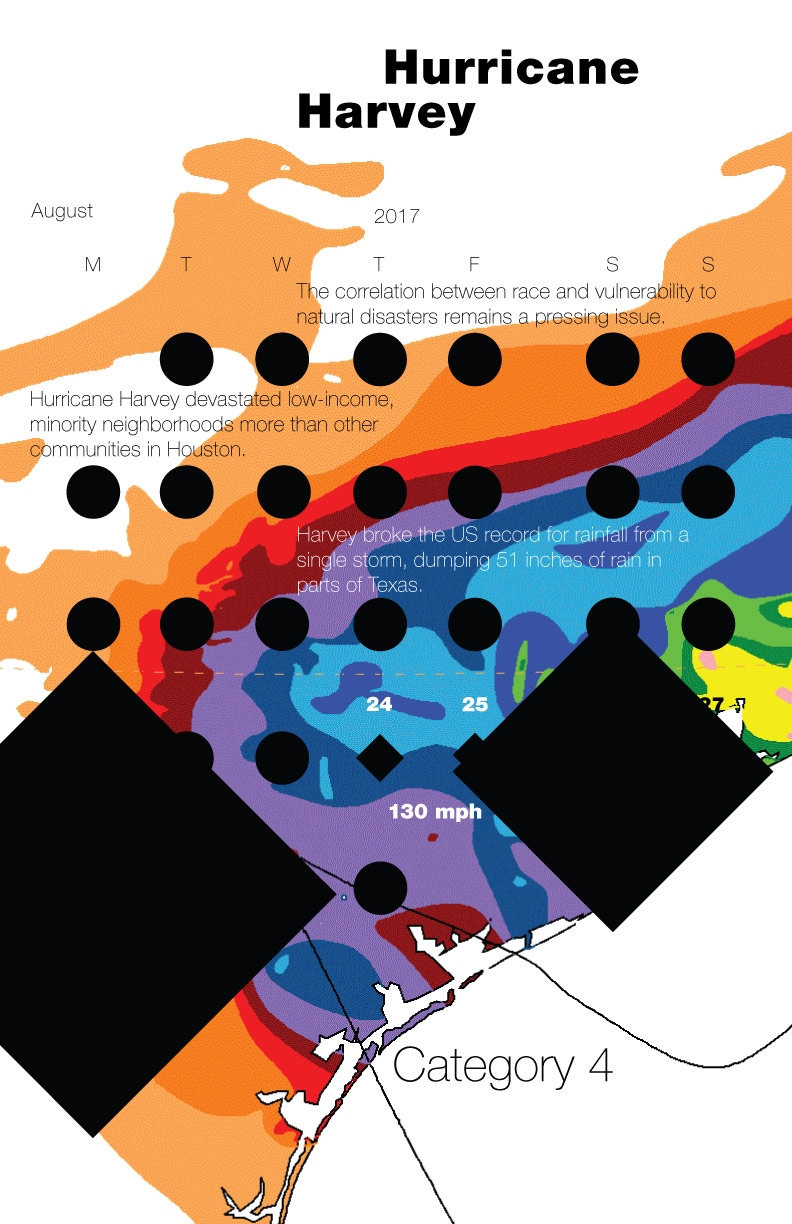 Hurricane
Harvey
August 2017
M T W T F S S
The correlation between race and vulnerability to
natural disasters remains a pressing issue.
Hurricane Harvey devastated low-income,
minority neighborhoods more than other
communities in Houston.
Harvey broke the US record for rainfall from a
single storm, dumping 51 inches of rain in
parts of Texas.
24 25 27
130 mph
Category 4